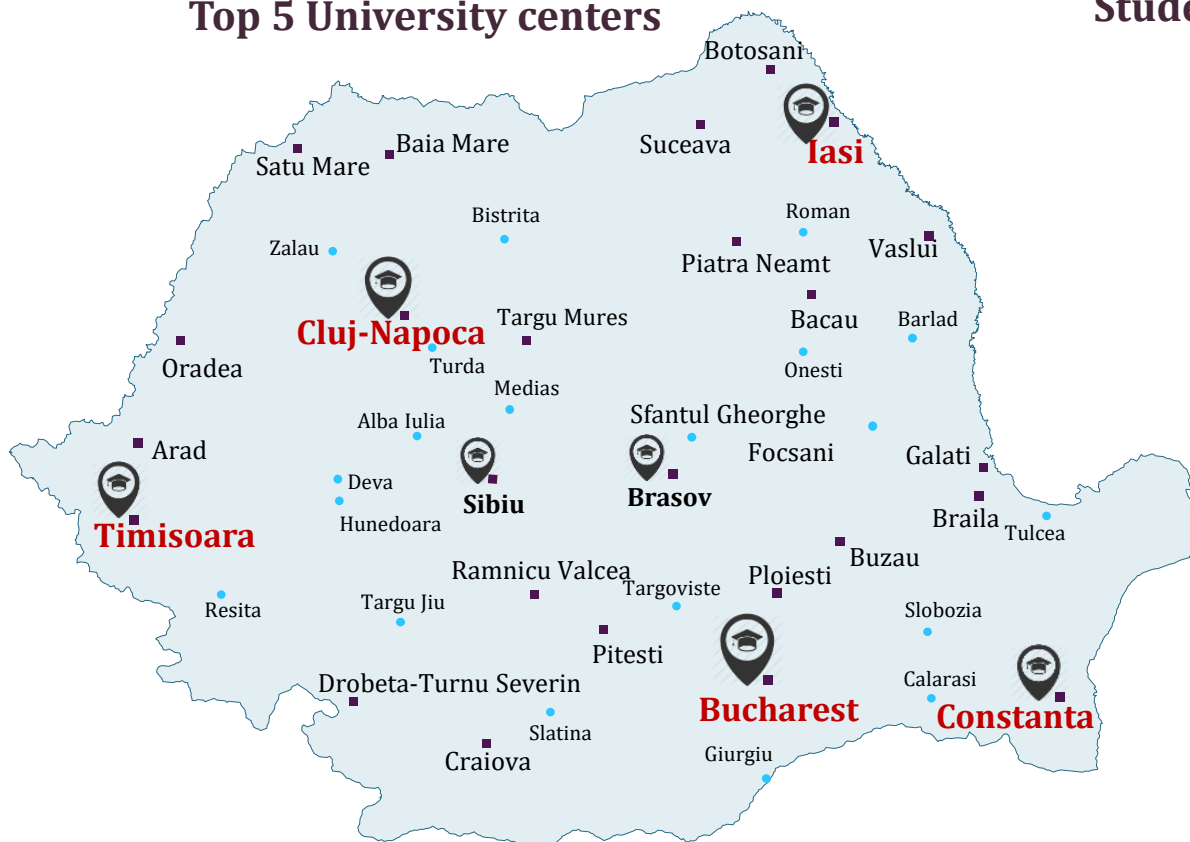 Top 5 University centers
Stude
Botosani
Suceava
Iasi
Baia Mare
Satu Mare
Bistrita
Roman
Zalau
Vaslui
Piatra Neamt
Cluj-Napoca
Targu Mures
Bacau
Barlad
Oradea
Turda
Onesti
Medias
Alba Iulia
Sfantul Gheorghe
Arad
Focsani
Galati
Deva
Sibiu
Brasov
Hunedoara
Braila
Timisoara
Tulcea
Buzau
Ramnicu Valcea
Targoviste
Ploiesti
Resita
Targu Jiu
Slobozia
Pitesti
Drobeta-Turnu Severin
Calarasi
Bucharest
Constanta
Slatina
Craiova
Giurgiu